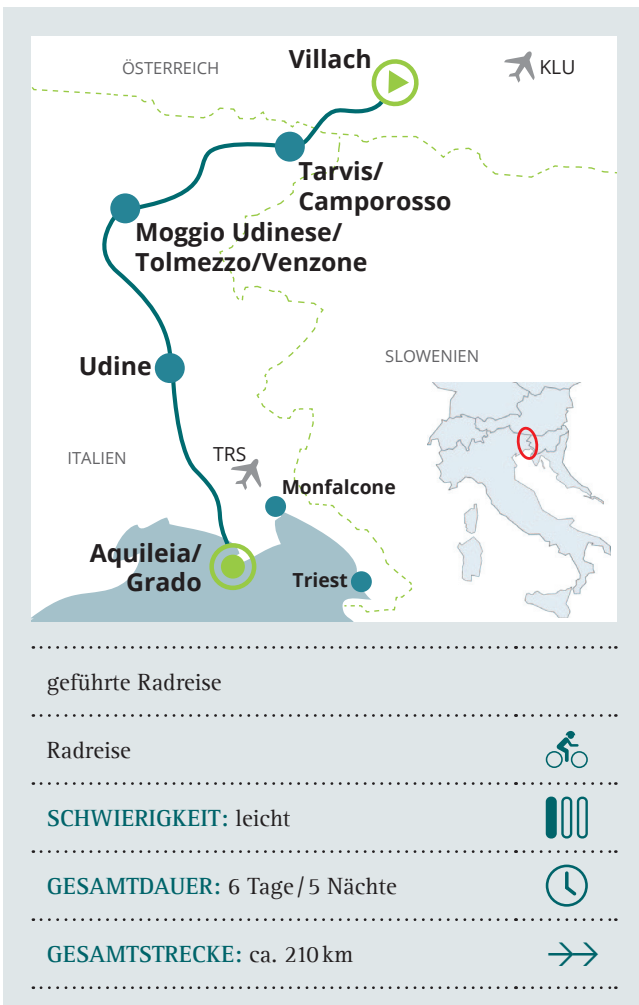 ÖSTERREICH
Villach
KLU
Tarvis/
Camporosso
Moggio Udinese/
Tolmezzo/Venzone
SLOWENIEN
Udine
ITALIEN
TRS
Monfalcone
Aquileia/
Grado
Triest
geführte Radreise
Radreise
SCHWIERIGKEIT: leicht
GESAMTDAUER: 6 Tage/5 Nächte
GESAMTSTRECKE: ca. 210 km